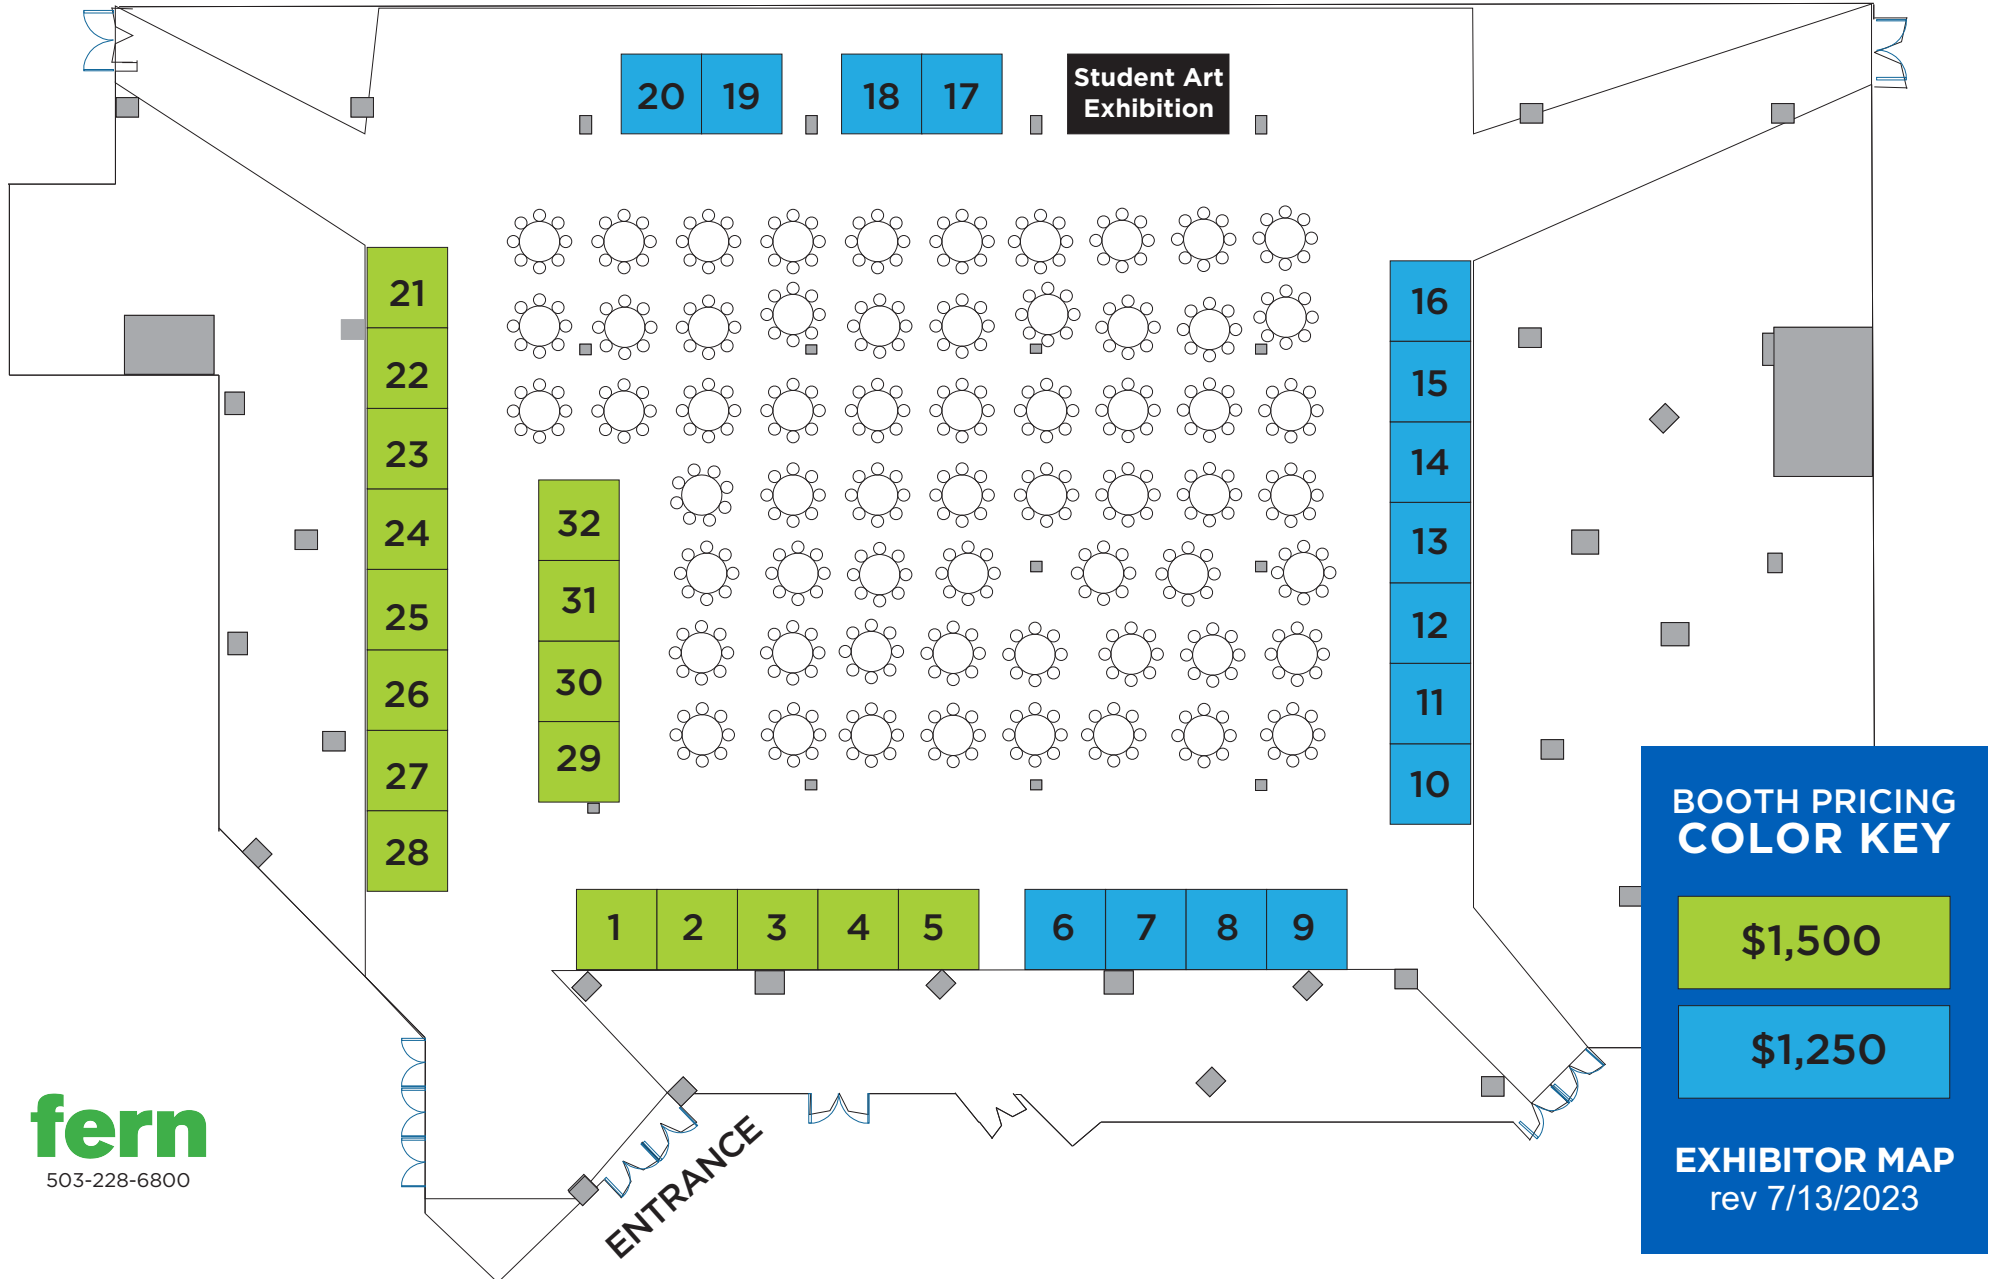 20 19 18 17 Student Art
Exhibition
21
22
23
24
25
26
27
28
32
31
30
29
16
15
14
13
12
11
10
1 2 3 4 5 6 7 8 9
ENTRANCE
fern
503-228-6800
BOOTH PRICING
COLOR KEY
$1,500
$1,250
EXHIBITOR MAP
rev 7/13/2023